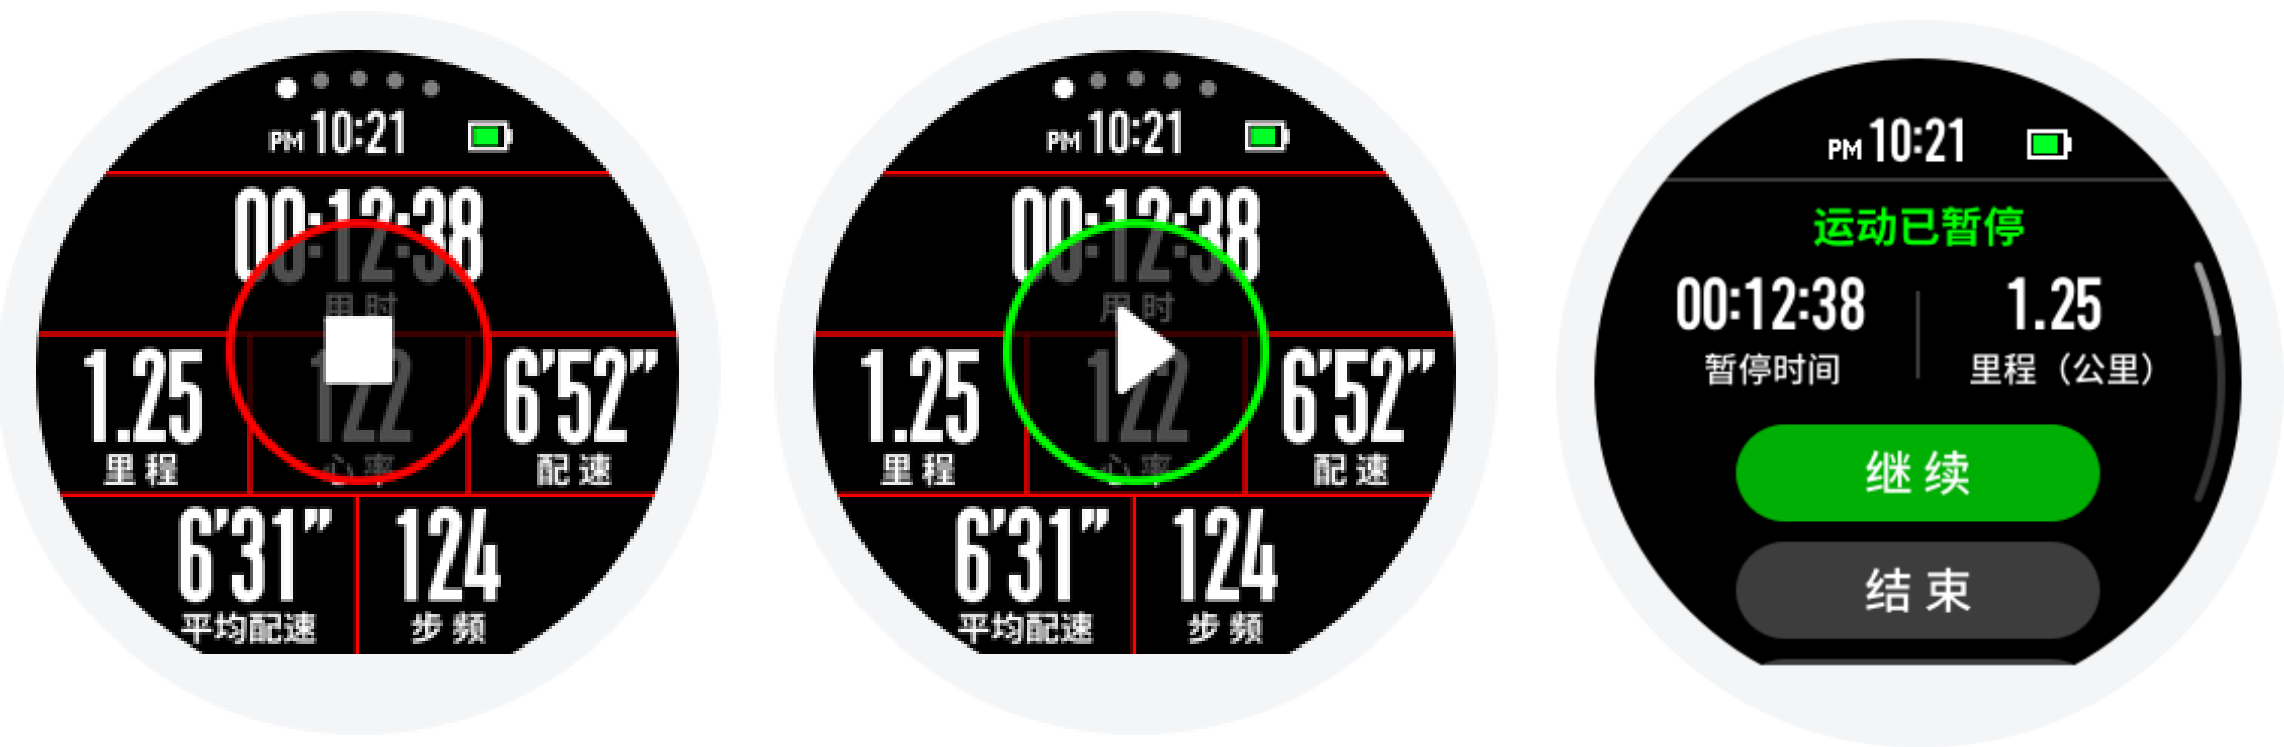 PM 10:21
00:12:38
用时
1.25
122
6'52"
里程
心率
配速
6'31"
124
平均配速
步频
PM 10:21
00:12:38
用时
1.25
122
6'52"
里程
心率
配速
6'31"
124
平均配速
步频
PM 10:21
运动已暂停
00:12:38
1.25
暂停时间
里程（公里）
继续
结束